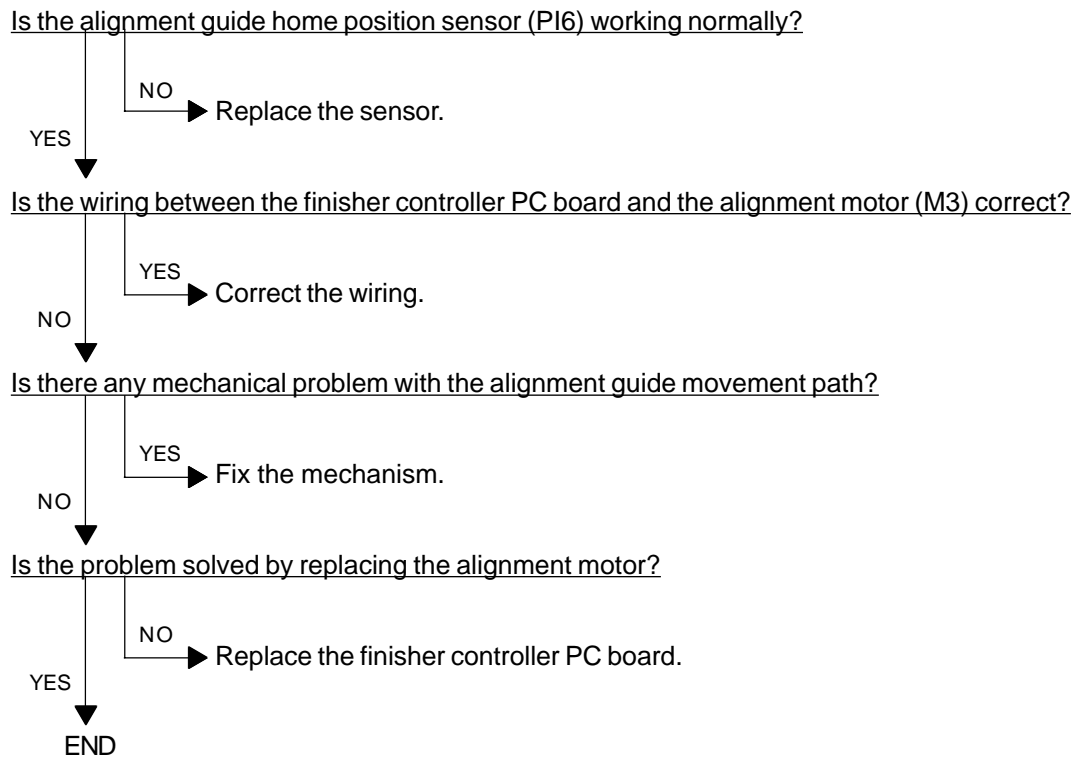 Is the alignment guide home position sensor (PI6) working normally?
NO
Replace the sensor.
YES
Is the wiring between the finisher controller PC board and the alignment motor (M3) correct?
YES
Correct the wiring.
NO
Is there any mechanical problem with the alignment guide movement path?
YES
Fix the mechanism.
NO
Is the problem solved by replacing the alignment motor?
NO
Replace the finisher controller PC board.
YES
END